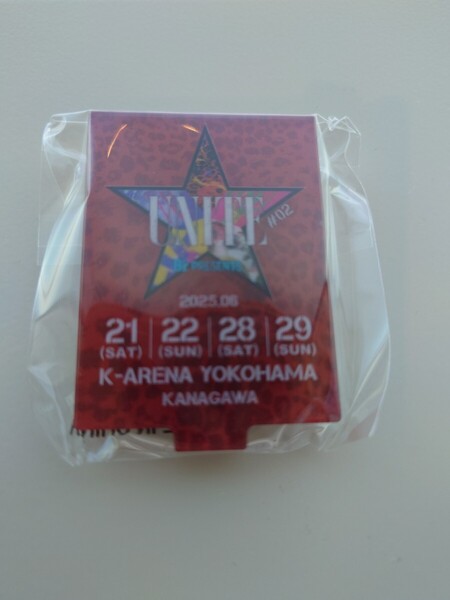 UNITE
#02
2025.06
21 | 22 | 28 | 29
(SAT) (SUN) (SAT) (SUN)
K-ARENA YOKOHAMA
KANAGAWA